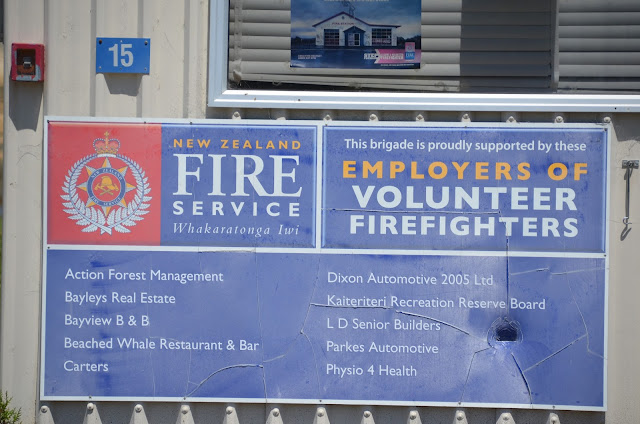 15
NEW ZEALAND
FIRE
SERVICE
Whakaratonga Iwi
This brigade is proudly supported by these
EMPLOYERS OF
VOLUNTEER
FIREFIGHTERS
Action Forest Management
Bayleys Real Estate
Bayview B & B
Beached Whale Restaurant & Bar
Carters
Dixon Automotive 2005 Ltd
Kaiteriteri Recreation Reserve Board
L D Senior Builders
Parkes Automotive
Physio 4 Health